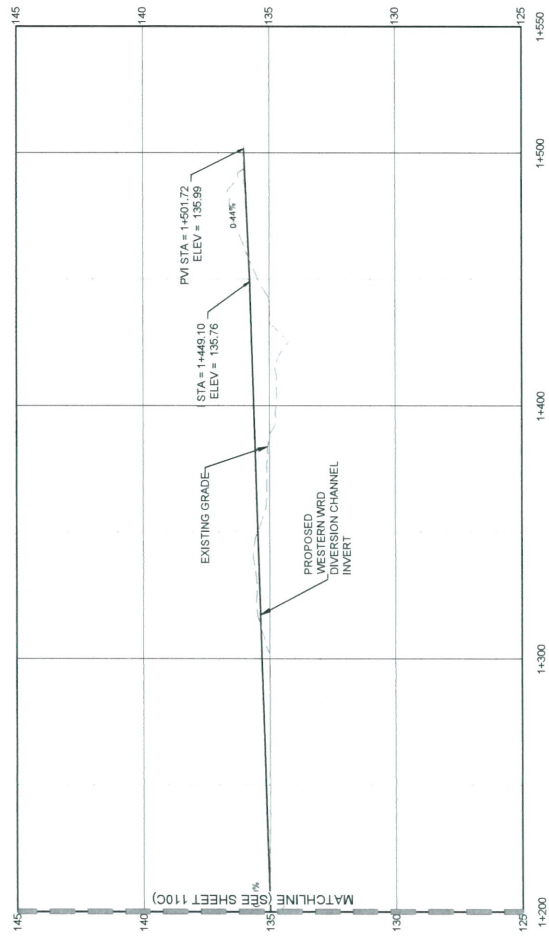 145
140
135
130
125
MATCHLINE (SEE SHEET 110C)
1%
EXISTING GRADE
PROPOSED
WESTERN WRD
DIVERSION CHANNEL
INVERT
I STA = 1+449.10
ELEV = 135.76
PVI STA = 1+501.72
ELEV = 135.99
0.44%
145
140
135
130
125
1+200
1+300
1+400
1+500
1+550